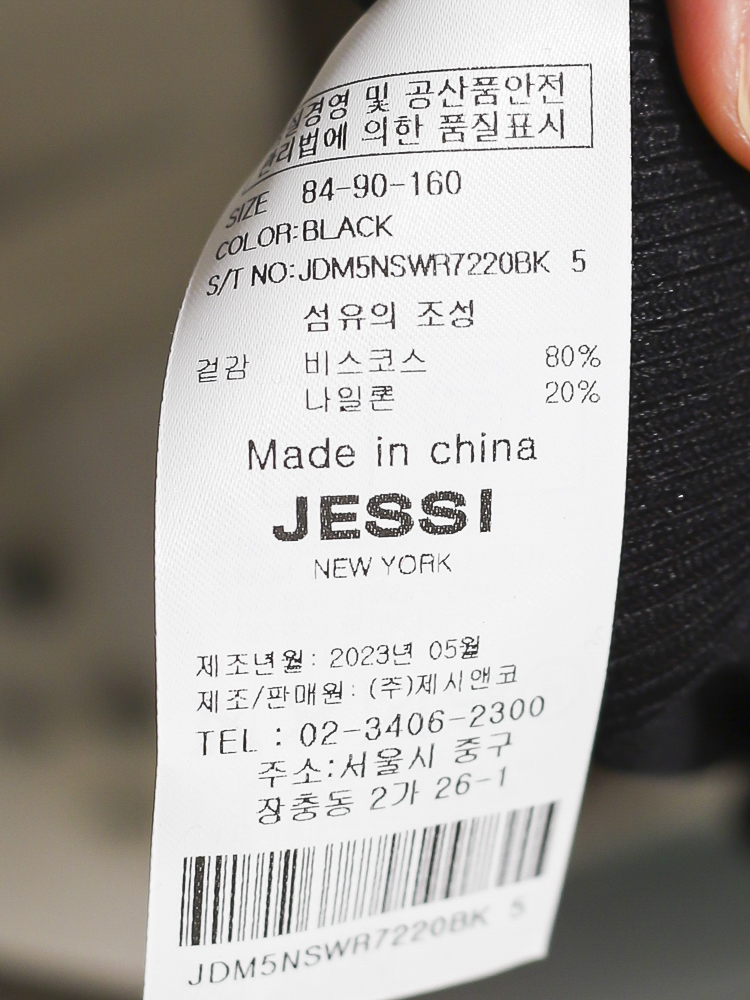 경영 및 공산품안전
관리법에 의한 품질표시
SIZE 84-90-160
COLOR:BLACK
S/T NO:JDM5NSWR7220BK 5
섬유의 조성
겉감 비스코스 80%
나일론 20%
Made in china
JESSI
NEW YORK
제조년월: 2023년 05월
제조/판매원: (주)제시앤코
TEL : 02-3406-2300
주소:서울시 중구
장충동 2가 26-1
JDM5NSWR7220BK 5